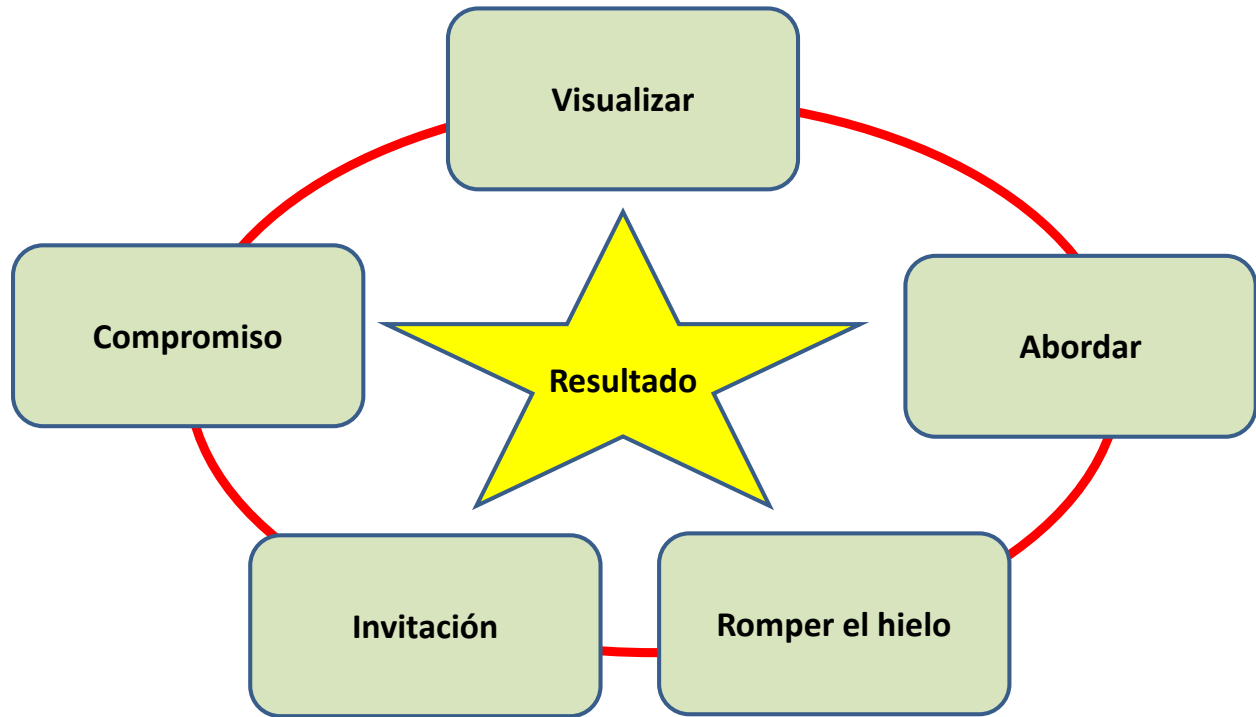 Visualizar
Abordar
Romper el hielo
Invitación
Compromiso
Resultado